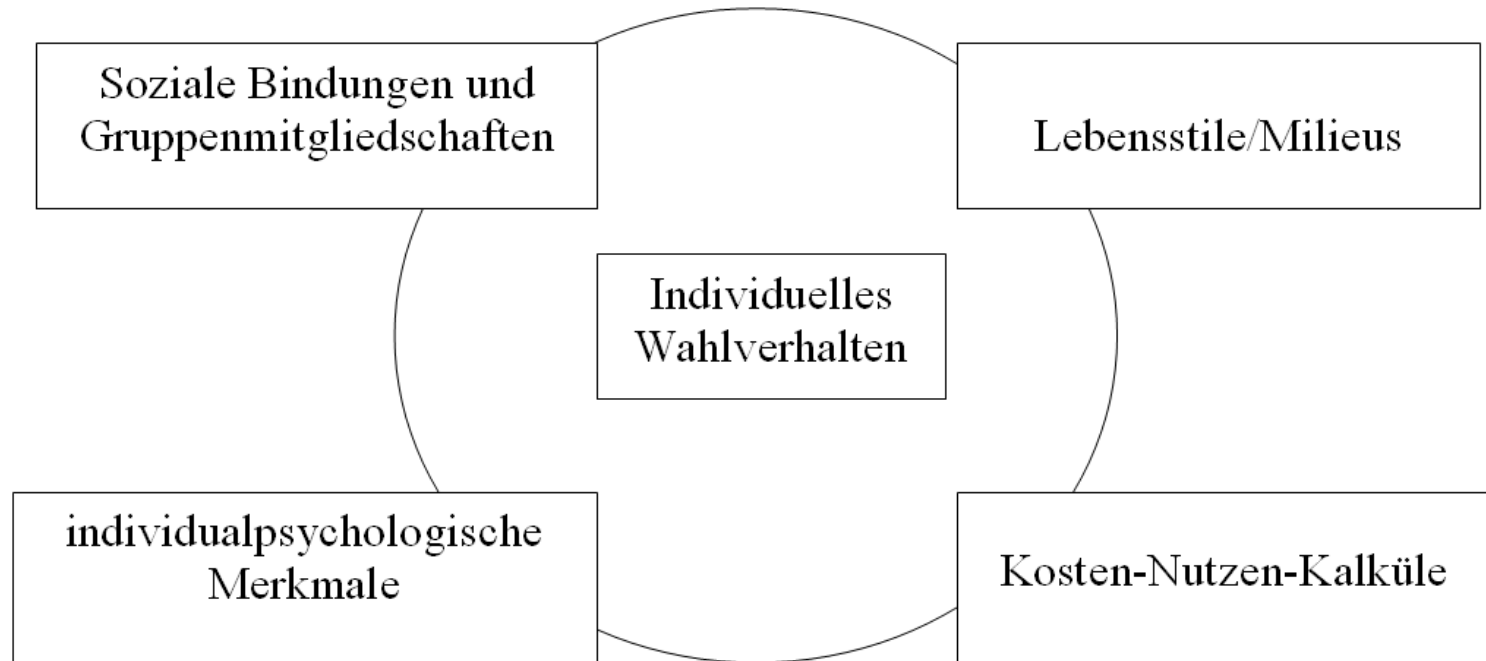 Soziale Bindungen und
Gruppenmitgliedschaften
Lebensstile/Milieus
Individuelles
Wahlverhalten
individualpsychologische
Merkmale
Kosten-Nutzen-Kalküle